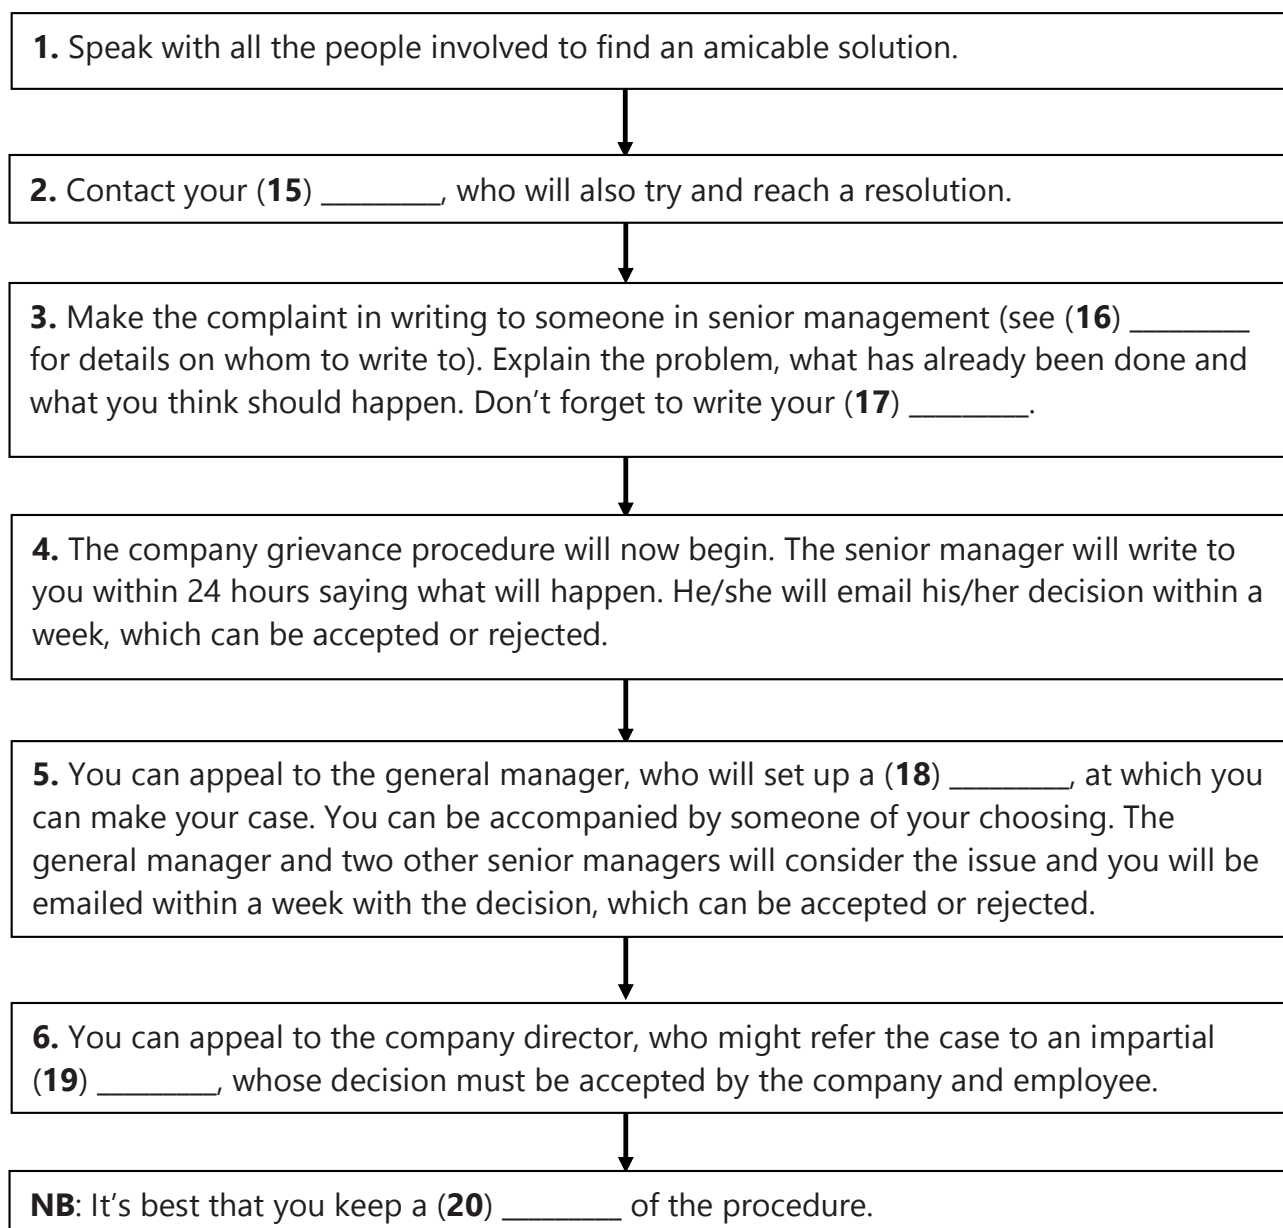 1. Speak with all the people involved to find an amicable solution.
2. Contact your (15) _________, who will also try and reach a resolution.
3. Make the complaint in writing to someone in senior management (see (16) _________
for details on whom to write to). Explain the problem, what has already been done and
what you think should happen. Don’t forget to write your (17) _________.
4. The company grievance procedure will now begin. The senior manager will write to
you within 24 hours saying what will happen. He/she will email his/her decision within a
week, which can be accepted or rejected.
5. You can appeal to the general manager, who will set up a (18) _________, at which you
can make your case. You can be accompanied by someone of your choosing. The
general manager and two other senior managers will consider the issue and you will be
emailed within a week with the decision, which can be accepted or rejected.
6. You can appeal to the company director, who might refer the case to an impartial
(19) _________, whose decision must be accepted by the company and employee.
NB: It’s best that you keep a (20) _________ of the procedure.